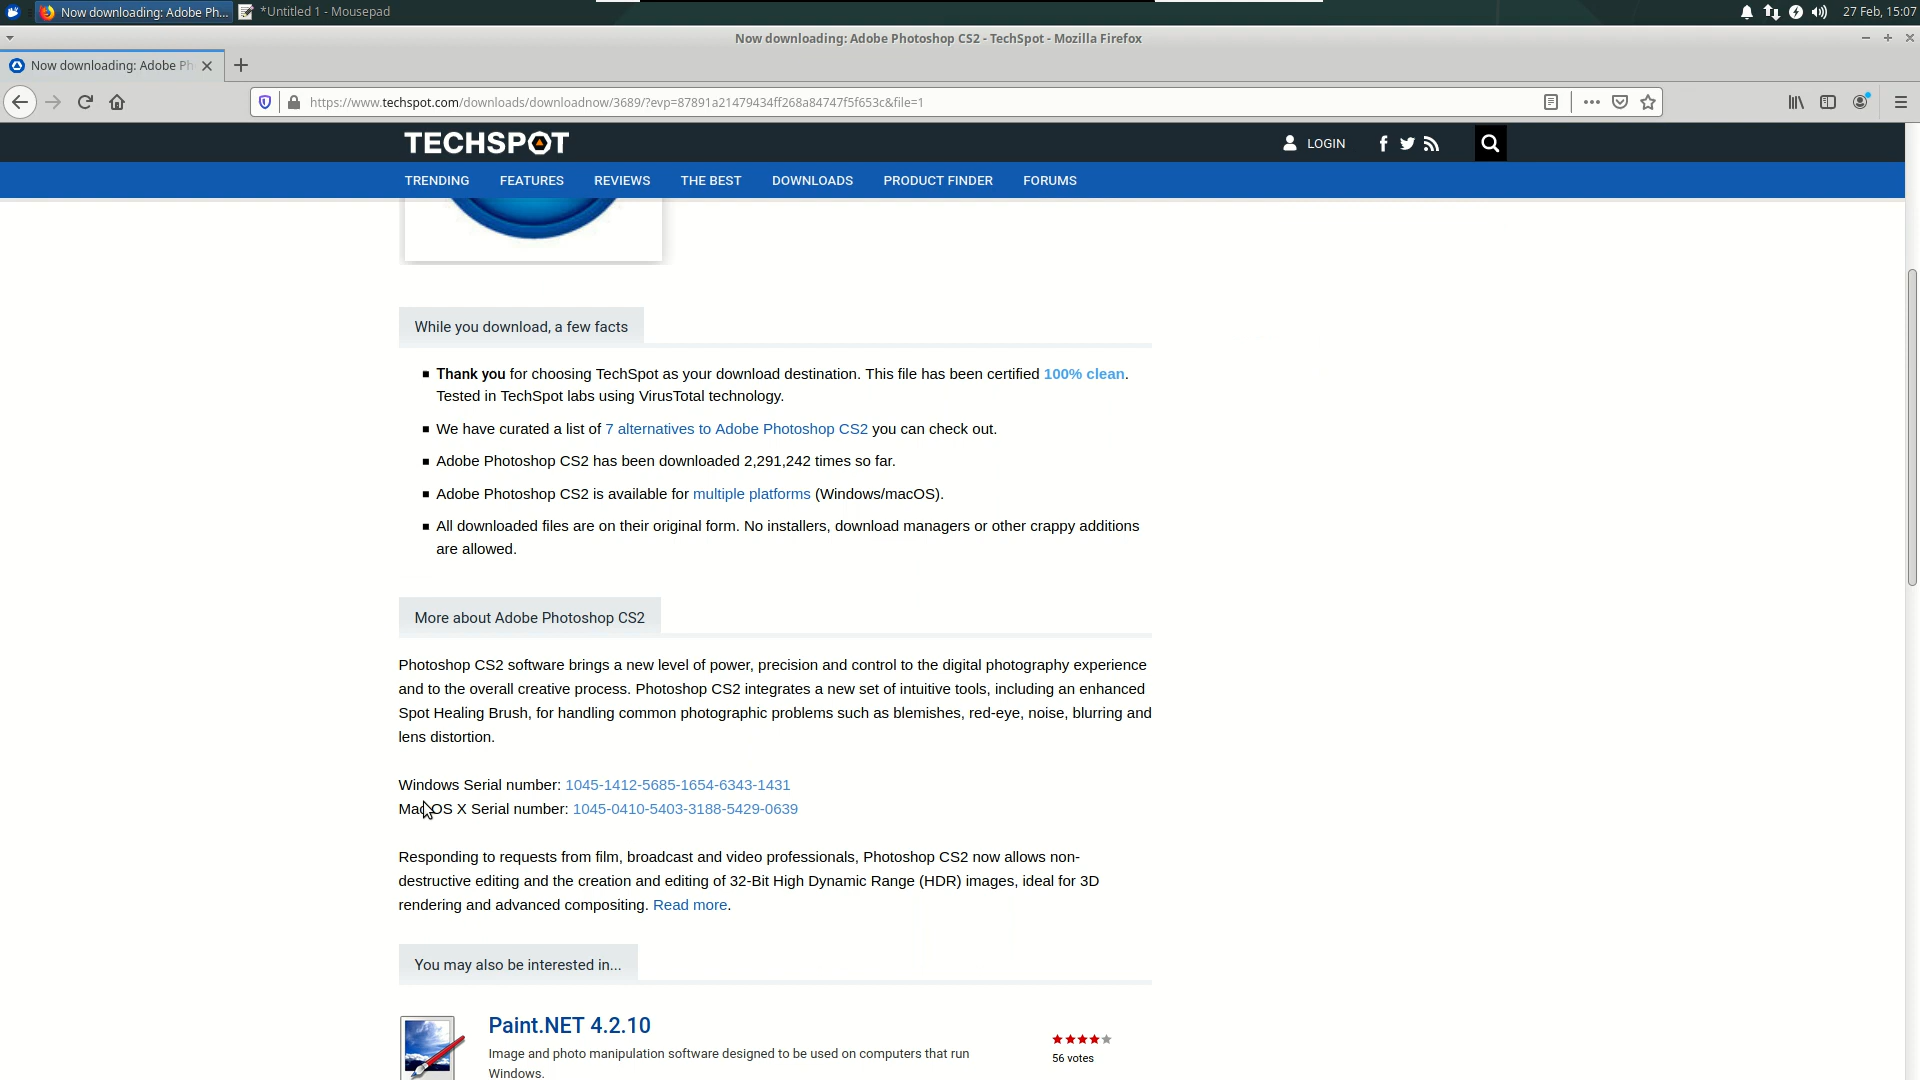 Now downloading: Adobe Ph... *Untitled 1 - Mousepad 27 Feb, 15:07
Now downloading: Adobe Photoshop CS2 - TechSpot - Mozilla Firefox
Now downloading: Adobe Ph
https://www.techspot.com/downloads/downloadnow/3689/?evp=87891a21479434ff268a84747f5f653c&file=1
TECHSPOT LOGIN
TRENDING FEATURES REVIEWS THE BEST DOWNLOADS PRODUCT FINDER FORUMS
While you download, a few facts
Thank you for choosing TechSpot as your download destination. This file has been certified 100% clean.
Tested in TechSpot labs using VirusTotal technology.
We have curated a list of 7 alternatives to Adobe Photoshop CS2 you can check out.
Adobe Photoshop CS2 has been downloaded 2,291,242 times so far.
Adobe Photoshop CS2 is available for multiple platforms (Windows/macOS).
All downloaded files are on their original form. No installers, download managers or other crappy additions
are allowed.
More about Adobe Photoshop CS2
Photoshop CS2 software brings a new level of power, precision and control to the digital photography experience
and to the overall creative process. Photoshop CS2 integrates a new set of intuitive tools, including an enhanced
Spot Healing Brush, for handling common photographic problems such as blemishes, red-eye, noise, blurring and
lens distortion.
Windows Serial number: 1045-1412-5685-1654-6343-1431
Mac OS X Serial number: 1045-0410-5403-3188-5429-0639
Responding to requests from film, broadcast and video professionals, Photoshop CS2 now allows non-
destructive editing and the creation and editing of 32-Bit High Dynamic Range (HDR) images, ideal for 3D
rendering and advanced compositing. Read more.
You may also be interested in...
Paint.NET 4.2.10
Image and photo manipulation software designed to be used on computers that run
Windows.
56 votes